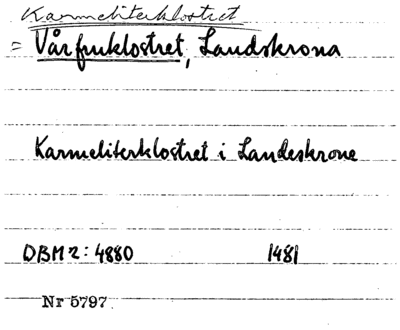 Karmeliterklostret
= Vårfruklostret, Landskrona
Karmeliterklostret i Landeskrone
DBM 2: 4880 1481
Nr 5797